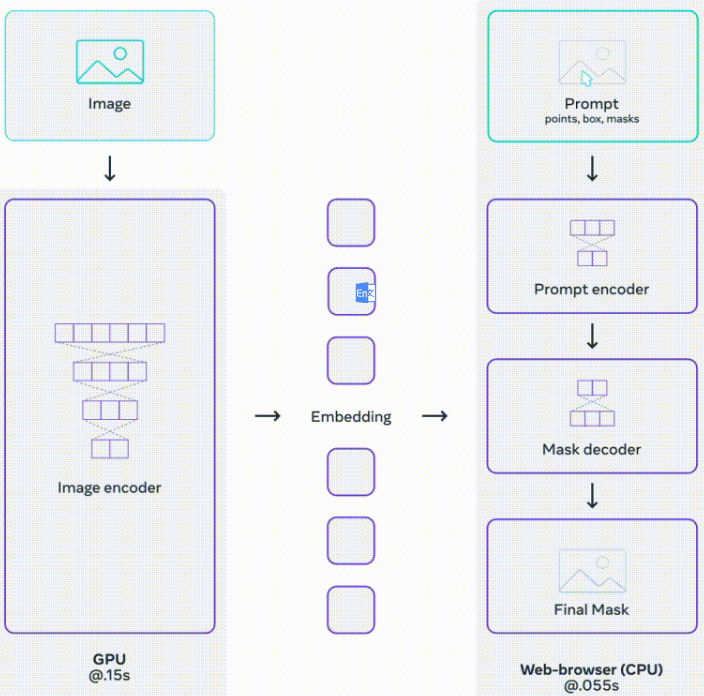 Image
Prompt
points, box, masks
Prompt encoder
Embedding
Mask decoder
Image encoder
Final Mask
GPU
@.15s
Web-browser (CPU)
@.055s